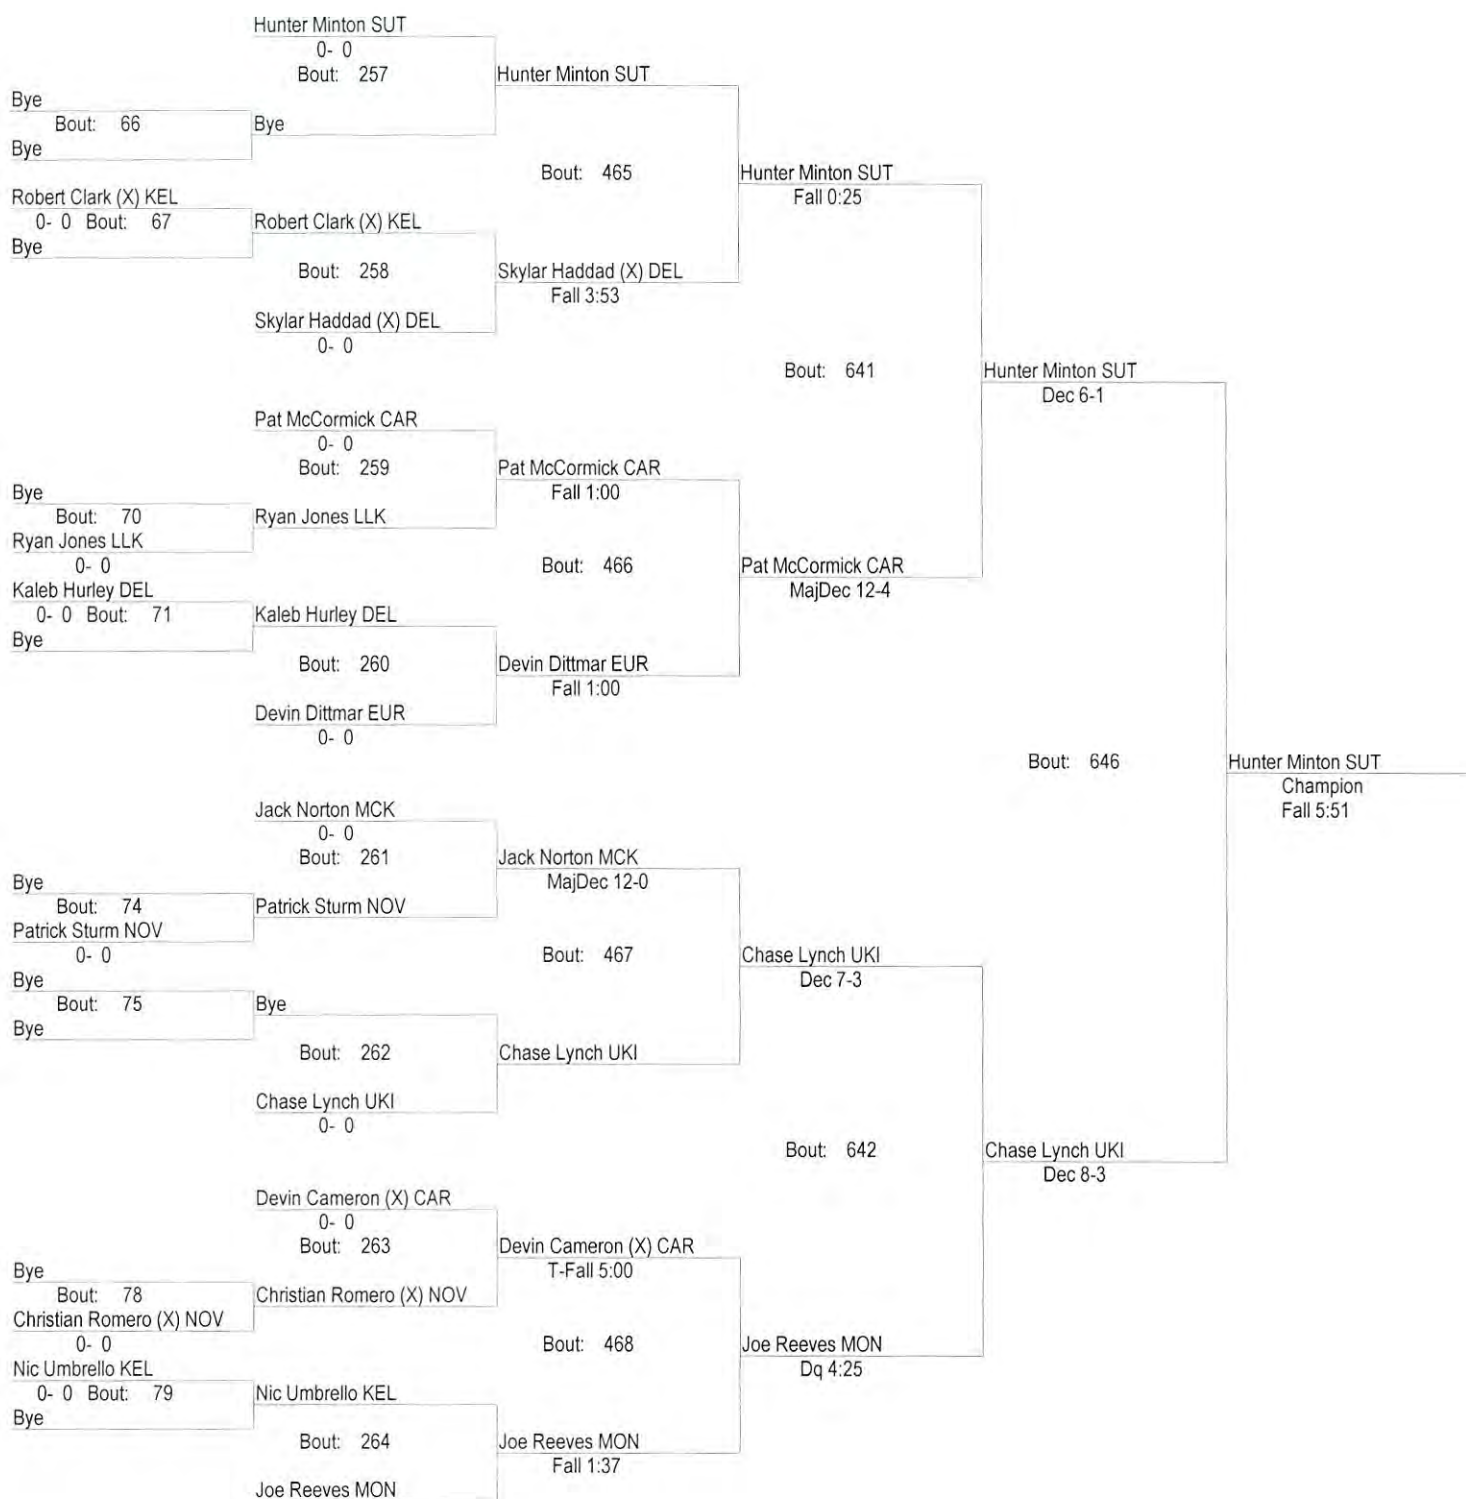 Hunter Minton SUT
0- 0
Bout: 257
Hunter Minton SUT
Bye
Bout: 66
Bye
Bye
Bout: 465
Hunter Minton SUT
Fall 0:25
Robert Clark (X) KEL
0- 0 Bout: 67
Robert Clark (X) KEL
Bye
Bout: 258
Skylar Haddad (X) DEL
Fall 3:53
Skylar Haddad (X) DEL
0- 0
Bout: 641
Hunter Minton SUT
Dec 6-1
Pat McCormick CAR
0- 0
Bout: 259
Pat McCormick CAR
Fall 1:00
Bye
Bout: 70
Ryan Jones LLK
Ryan Jones LLK
0- 0
Bout: 466
Pat McCormick CAR
MajDec 12-4
Kaleb Hurley DEL
0- 0 Bout: 71
Kaleb Hurley DEL
Bye
Bout: 260
Devin Dittmar EUR
Fall 1:00
Devin Dittmar EUR
0- 0
Bout: 646
Hunter Minton SUT
Champion
Fall 5:51
Jack Norton MCK
0- 0
Bout: 261
Jack Norton MCK
MajDec 12-0
Bye
Bout: 74
Patrick Sturm NOV
Patrick Sturm NOV
0- 0
Bout: 467
Chase Lynch UKI
Dec 7-3
Bye
Bout: 75
Bye
Bye
Bout: 262
Chase Lynch UKI
Chase Lynch UKI
0- 0
Bout: 642
Chase Lynch UKI
Dec 8-3
Devin Cameron (X) CAR
0- 0
Bout: 263
Devin Cameron (X) CAR
T-Fall 5:00
Bye
Bout: 78
Christian Romero (X) NOV
Christian Romero (X) NOV
0- 0
Bout: 468
Joe Reeves MON
Dq 4:25
Nic Umbrello KEL
0- 0 Bout: 79
Nic Umbrello KEL
Bye
Bout: 264
Joe Reeves MON
Fall 1:37
Joe Reeves MON